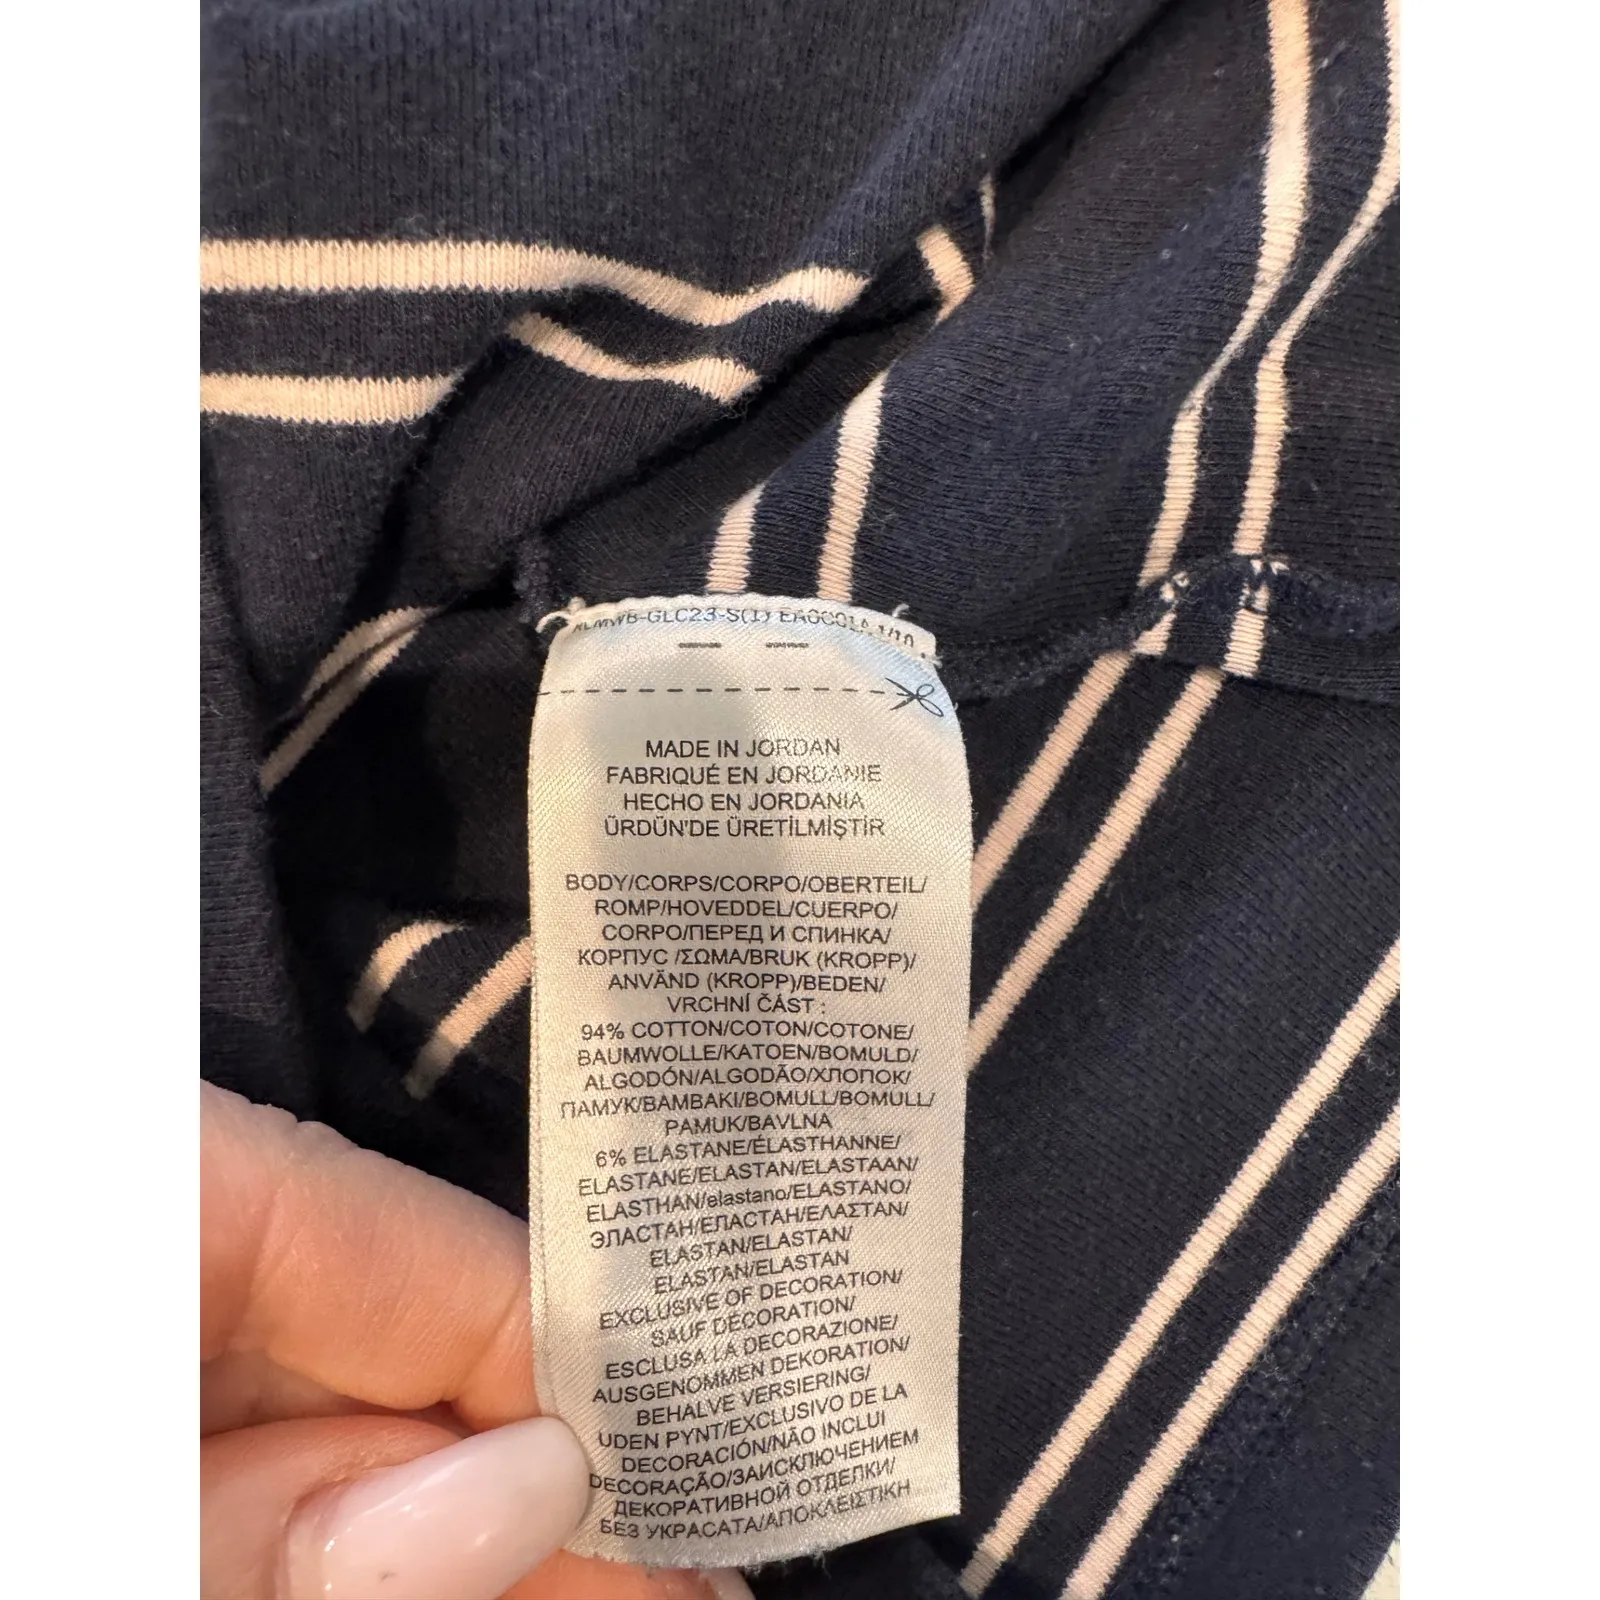 MADE IN JORDAN
FABRIQUÉ EN JORDANIE
HECHO EN JORDANIA
ÜRDÜN'DE ÜRETİLMİŞTİR
BODY/CORPS/CORPO/OBERTEIL/
ROMP/HOVEDDEL/CUERPO/
CORPO/ПЕРЕД И СПИНКА/
КОРПУС /ΣΩΜΑ/BRUK (KROPP)/
ANVÄND (KROPP)/BEDEN/
VRCHNÍ ČÁST :
94% COTTON/COTON/COTONE/
BAUMWOLLE/KATOEN/BOMULD/
ALGODÓN/ALGODÃO/ХЛОПОК/
ПАМУК/BAMBAKI/BOMULL/BOMULL/
PAMUK/BAVLNA
6% ELASTANE/ÉLASTHANNE/
ELASTANE/ELASTAN/ELASTAAN/
ELASTHAN/elastano/ELASTANO/
ЭЛАСТАН/ЕЛАСТАН/ΕΛΑΣΤΑΝ/
ELASTAN/ELASTAN/
ELASTAN/ELASTAN
EXCLUSIVE OF DECORATION/
SAUF DÉCORATION/
ESCLUSA LA DECORAZIONE/
AUSGENOMMEN DEKORATION/
BEHALVE VERSIERING/
UDEN PYNT/EXCLUSIVO DE LA
DECORACIÓN/NÃO INCLUI
DECORAÇÃO/ЗАИСКЛЮЧЕНИЕМ
ДЕКОРАТИВНОЙ ОТДЕЛКИ/
БЕЗ УКРАСАТА/ΑΠΟΚΛΕΙΣΤΙΚΗ